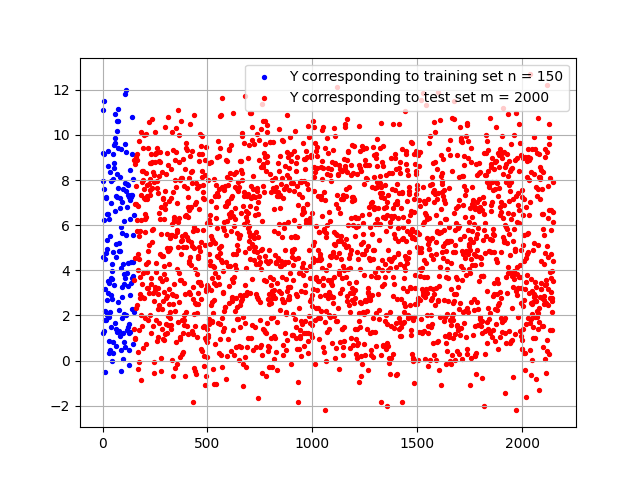 Y corresponding to training set n = 150
Y corresponding to test set m = 2000
12
10
8
6
4
2
0
−2
0 500 1000 1500 2000